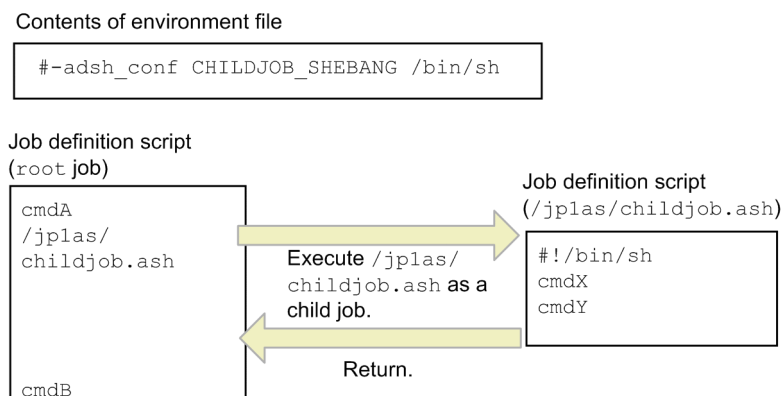 Contents of environment file
#-adsh_conf CHILDJOB_SHEBANG /bin/sh
Job definition script
(root job)
cmdA
/jp1as/
childjob.ash
cmdB
Execute /jp1as/
childjob.ash as a
child job.
Return.
Job definition script
(/jp1as/childjob.ash)
#!/bin/sh
cmdX
cmdY